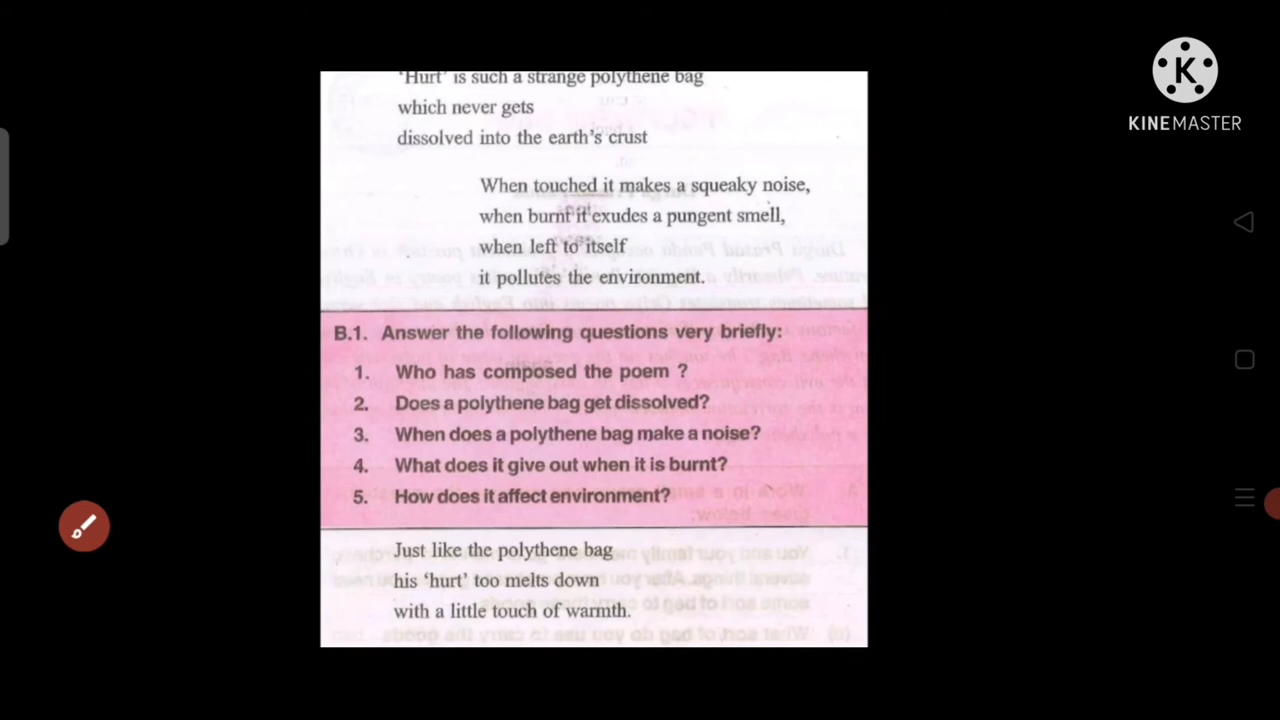 KINEMASTER
'Hurt' is such a strange polythene bag
which never gets
dissolved into the earth's crust
When touched it makes a squeaky noise,
when burnt it exudes a pungent smell,
when left to itself
it pollutes the environment.
B.1. Answer the following questions very briefly:
1. Who has composed the poem ?
2. Does a polythene bag get dissolved?
3. When does a polythene bag make a noise?
4. What does it give out when it is burnt?
5. How does it affect environment?
Just like the polythene bag
his 'hurt' too melts down
with a little touch of warmth.